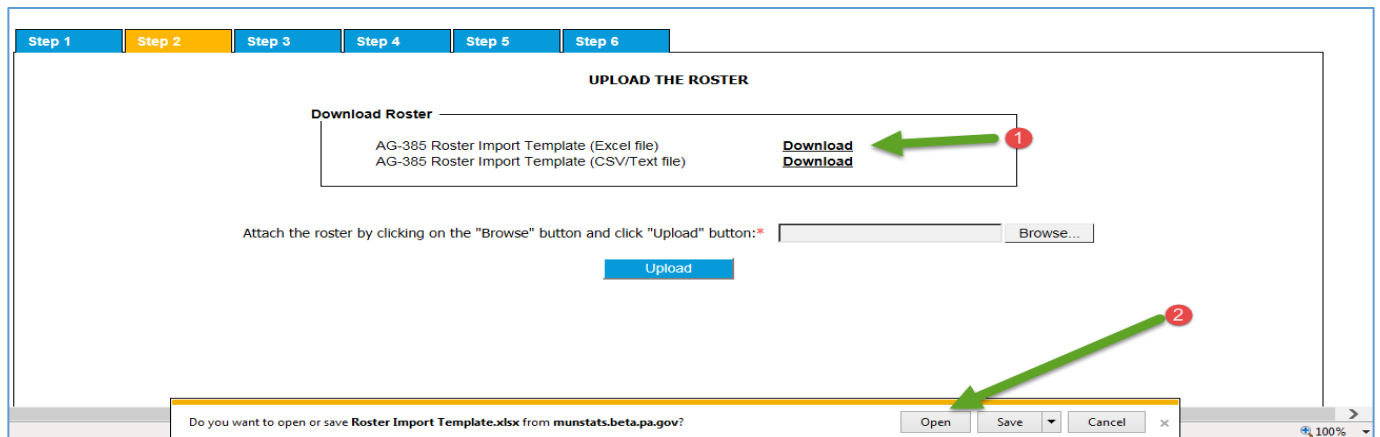 Step 1 Step 2 Step 3 Step 4 Step 5 Step 6
UPLOAD THE ROSTER
Download Roster
AG-385 Roster Import Template (Excel file) Download 1
AG-385 Roster Import Template (CSV/Text file) Download
Attach the roster by clicking on the "Browse" button and click "Upload" button:* Browse...
Upload
2
Do you want to open or save Roster Import Template.xlsx from munstats.beta.pa.gov? Open Save Cancel ×
100%